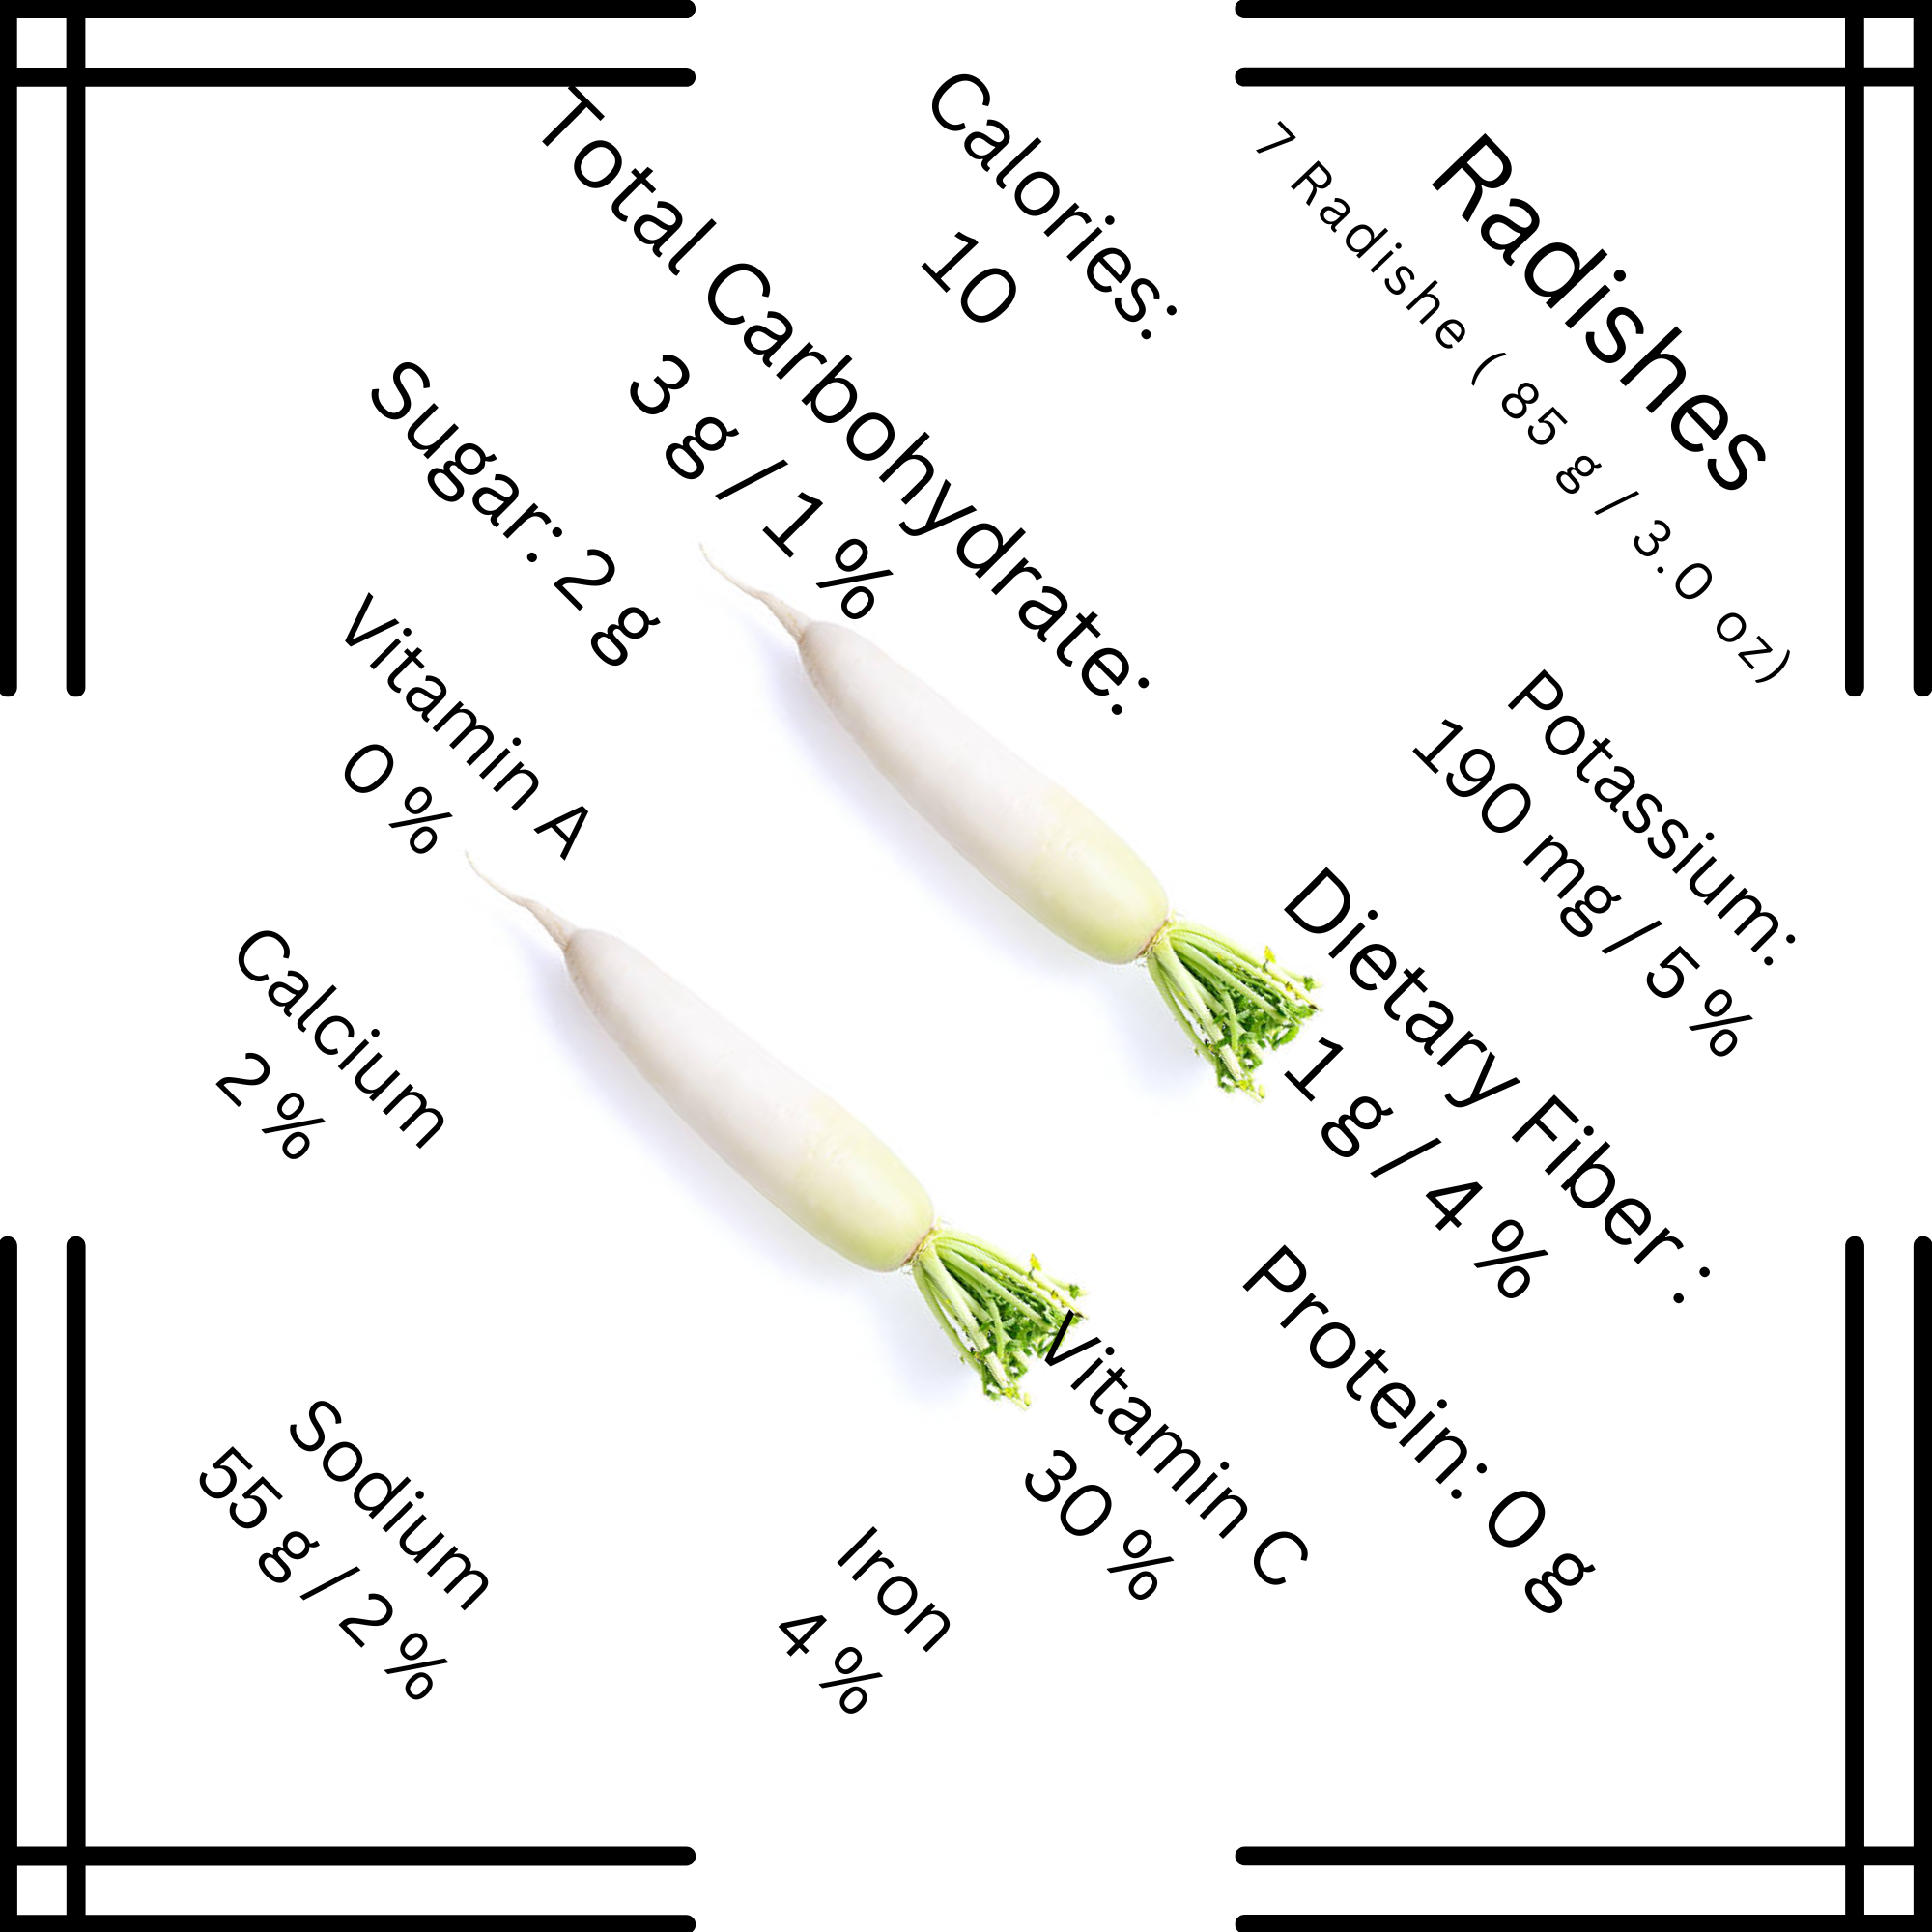 Radishes
7 Radishe ( 85 g / 3.0 oz)
Calories:
10
Total Carbohydrate:
3 g / 1 %
Sugar: 2 g
Potassium:
190 mg / 5 %
Dietary Fiber :
1 g / 4 %
Protein: 0 g
Vitamin A
0 %
Calcium
2 %
Vitamin C
30 %
Iron
4 %
Sodium
55 g / 2 %